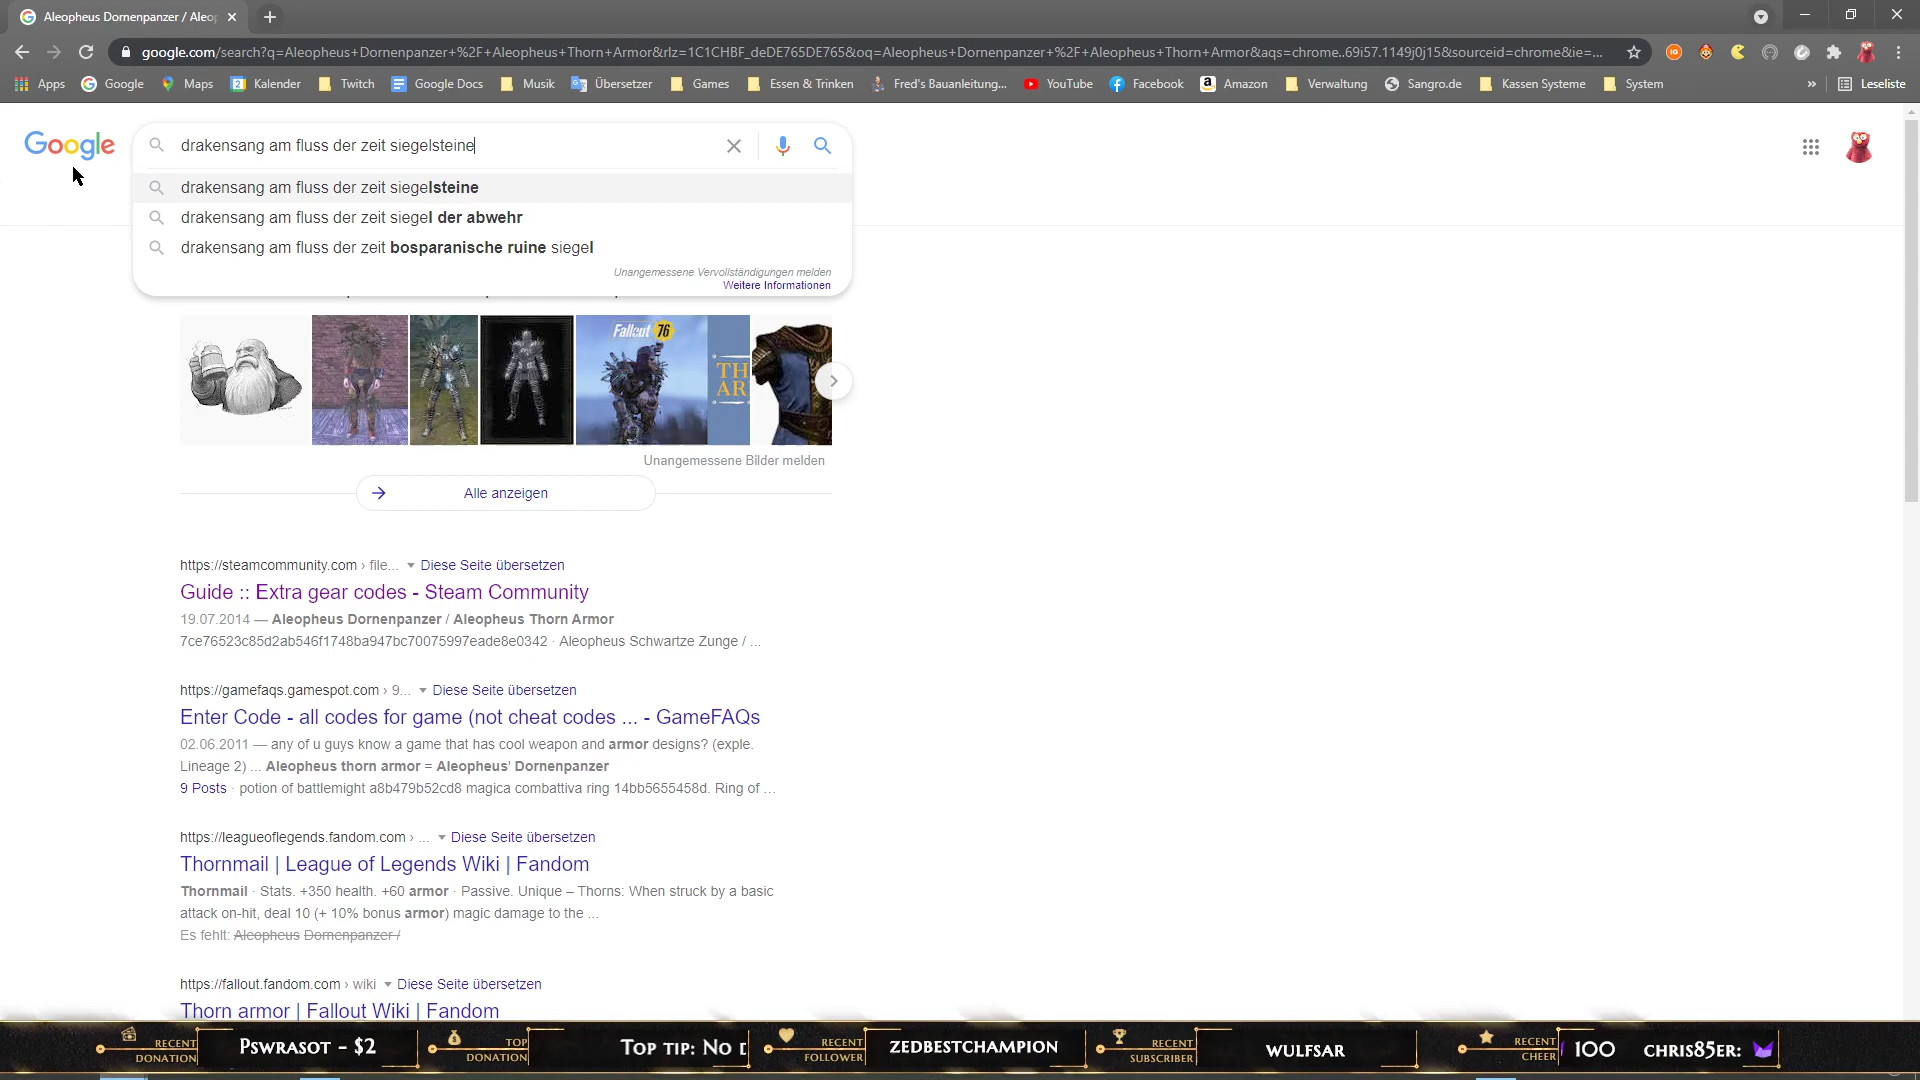 Aleopheus Dornenpanzer / Aleop
google.com/search?q=Aleopheus+Dornenpanzer+%2F+Aleopheus+Thorn+Armor&rlz=1C1CHBF_deDE765DE765&oq=Aleopheus+Dornenpanzer+%2F+Aleopheus+Thorn+Armor&aqs=chrome..69i57.1149j0j15&sourceid=chrome&ie=...
Apps Google Maps Kalender Twitch Google Docs Musik Übersetzer Games Essen & Trinken Fred's Bauanleitung... YouTube Facebook Amazon Verwaltung Sangro.de Kassen Systeme System » Leseliste
Google
drakensang am fluss der zeit siegelsteine
drakensang am fluss der zeit siegelsteine
drakensang am fluss der zeit siegel der abwehr
drakensang am fluss der zeit bosparanische ruine siegel
Unangemessene Vervollständigungen melden
Weitere Informationen
Fallout 76
TH
AR
Unangemessene Bilder melden
Alle anzeigen
https://steamcommunity.com › file... Diese Seite übersetzen
Guide :: Extra gear codes - Steam Community
19.07.2014 — Aleopheus Dornenpanzer / Aleopheus Thorn Armor
7ce76523c85d2ab546f1748ba947bc70075997eade8e0342 · Aleopheus Schwartze Zunge / ...
https://gamefaqs.gamespot.com › 9... Diese Seite übersetzen
Enter Code - all codes for game (not cheat codes ... - GameFAQs
02.06.2011 — any of u guys know a game that has cool weapon and armor designs? (exple.
Lineage 2) ... Aleopheus thorn armor = Aleopheus' Dornenpanzer
9 Posts · potion of battlemight a8b479b52cd8 magica combattiva ring 14bb5655458d. Ring of ...
https://leagueoflegends.fandom.com › ... Diese Seite übersetzen
Thornmail | League of Legends Wiki | Fandom
Thornmail · Stats. +350 health. +60 armor · Passive. Unique – Thorns: When struck by a basic
attack on-hit, deal 10 (+ 10% bonus armor) magic damage to the ...
Es fehlt: Aleopheus Dornenpanzer /
https://fallout.fandom.com › wiki Diese Seite übersetzen
Thorn armor | Fallout Wiki | Fandom
RECENT DONATION PSWRASOT - $2 TOP DONATION TOP TIP: NO RECENT FOLLOWER ZEDBESTCHAMPION RECENT SUBSCRIBER WULFSAR RECENT CHEER 100 CHRIS85ER: